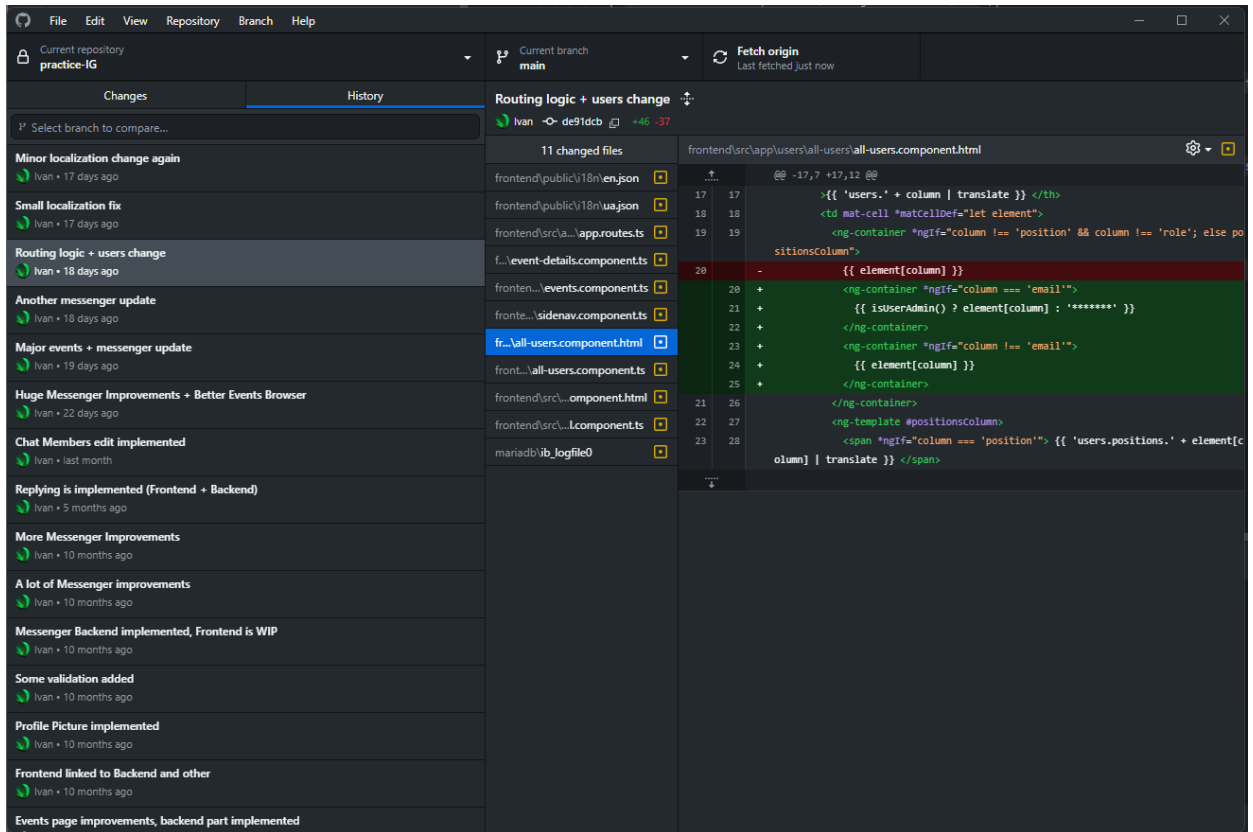 File Edit View Repository Branch Help
Current repository
practice-IG
Current branch
main
Fetch origin
Last fetched just now
Changes
History
Select branch to compare...
Minor localization change again
Ivan • 17 days ago
Small localization fix
Ivan • 17 days ago
Routing logic + users change
Ivan • 18 days ago
Another messenger update
Ivan • 18 days ago
Major events + messenger update
Ivan • 19 days ago
Huge Messenger Improvements + Better Events Browser
Ivan • 22 days ago
Chat Members edit implemented
Ivan • last month
Replying is implemented (Frontend + Backend)
Ivan • 5 months ago
More Messenger Improvements
Ivan • 10 months ago
A lot of Messenger improvements
Ivan • 10 months ago
Messenger Backend implemented, Frontend is WIP
Ivan • 10 months ago
Some validation added
Ivan • 10 months ago
Profile Picture implemented
Ivan • 10 months ago
Frontend linked to Backend and other
Ivan • 10 months ago
Events page improvements, backend part implemented
Routing logic + users change
Ivan de91dcb +46 -37
11 changed files
frontend\public\i18n\en.json
frontend\public\i18n\ua.json
frontend\src\a...\app.routes.ts
f...\event-details.component.ts
fronten...\events.component.ts
fronte...\sidenav.component.ts
fr...\all-users.component.html
front...\all-users.component.ts
frontend\src\...omponent.html
frontend\src\...l.component.ts
mariadb\ib_logfile0
frontend\src\app\users\all-users\all-users.component.html
@@ -17,7 +17,12 @@
17 17 >{{ 'users.' + column | translate }} </th>
18 18 <td mat-cell *matCellDef="let element">
19 19 <ng-container *ngIf="column !== 'position' && column !== 'role'; else po
sitionsColumn">
20 - {{ element[column] }}
20 + <ng-container *ngIf="column === 'email'">
21 + {{ isUserAdmin() ? element[column] : '*******' }}
22 + </ng-container>
23 + <ng-container *ngIf="column !== 'email'">
24 + {{ element[column] }}
25 + </ng-container>
21 26 </ng-container>
22 27 <ng-template #positionsColumn>
23 28 <span *ngIf="column === 'position'"> {{ 'users.positions.' + element[c
olumn] | translate }} </span>